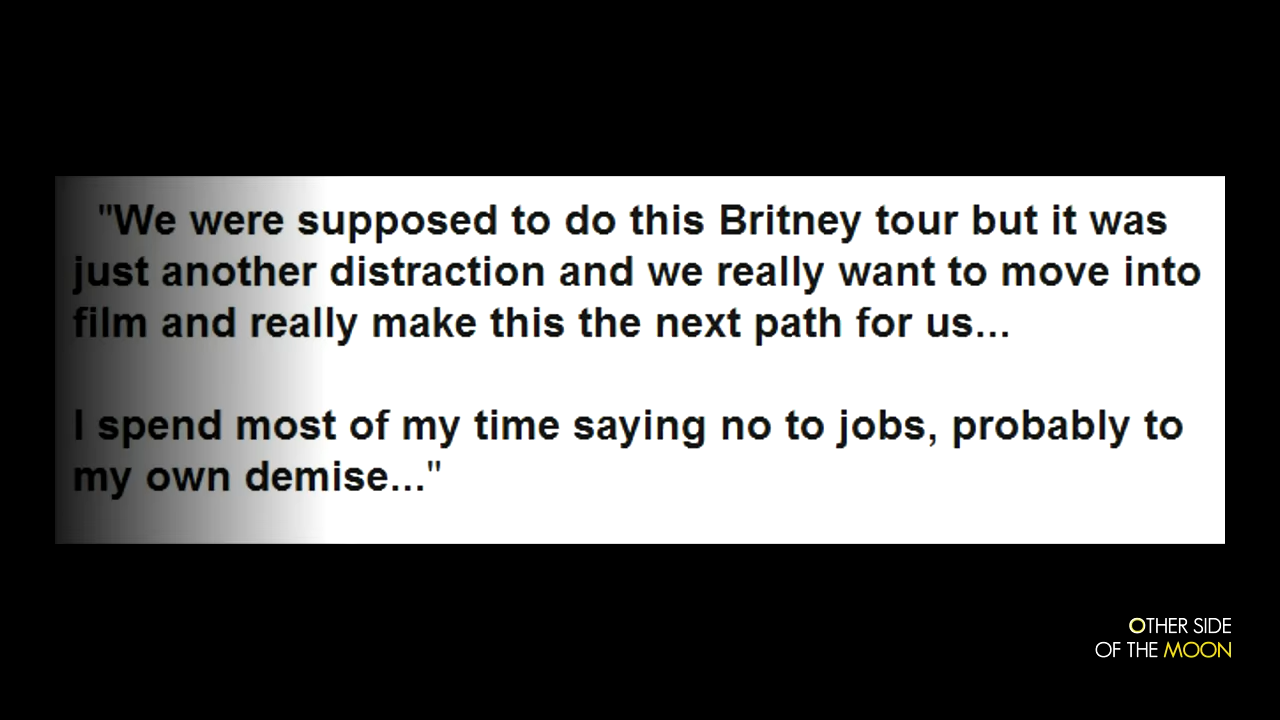 "We were supposed to do this Britney tour but it was
just another distraction and we really want to move into
film and really make this the next path for us...
I spend most of my time saying no to jobs, probably to
my own demise..."
OTHER SIDE
OF THE MOON